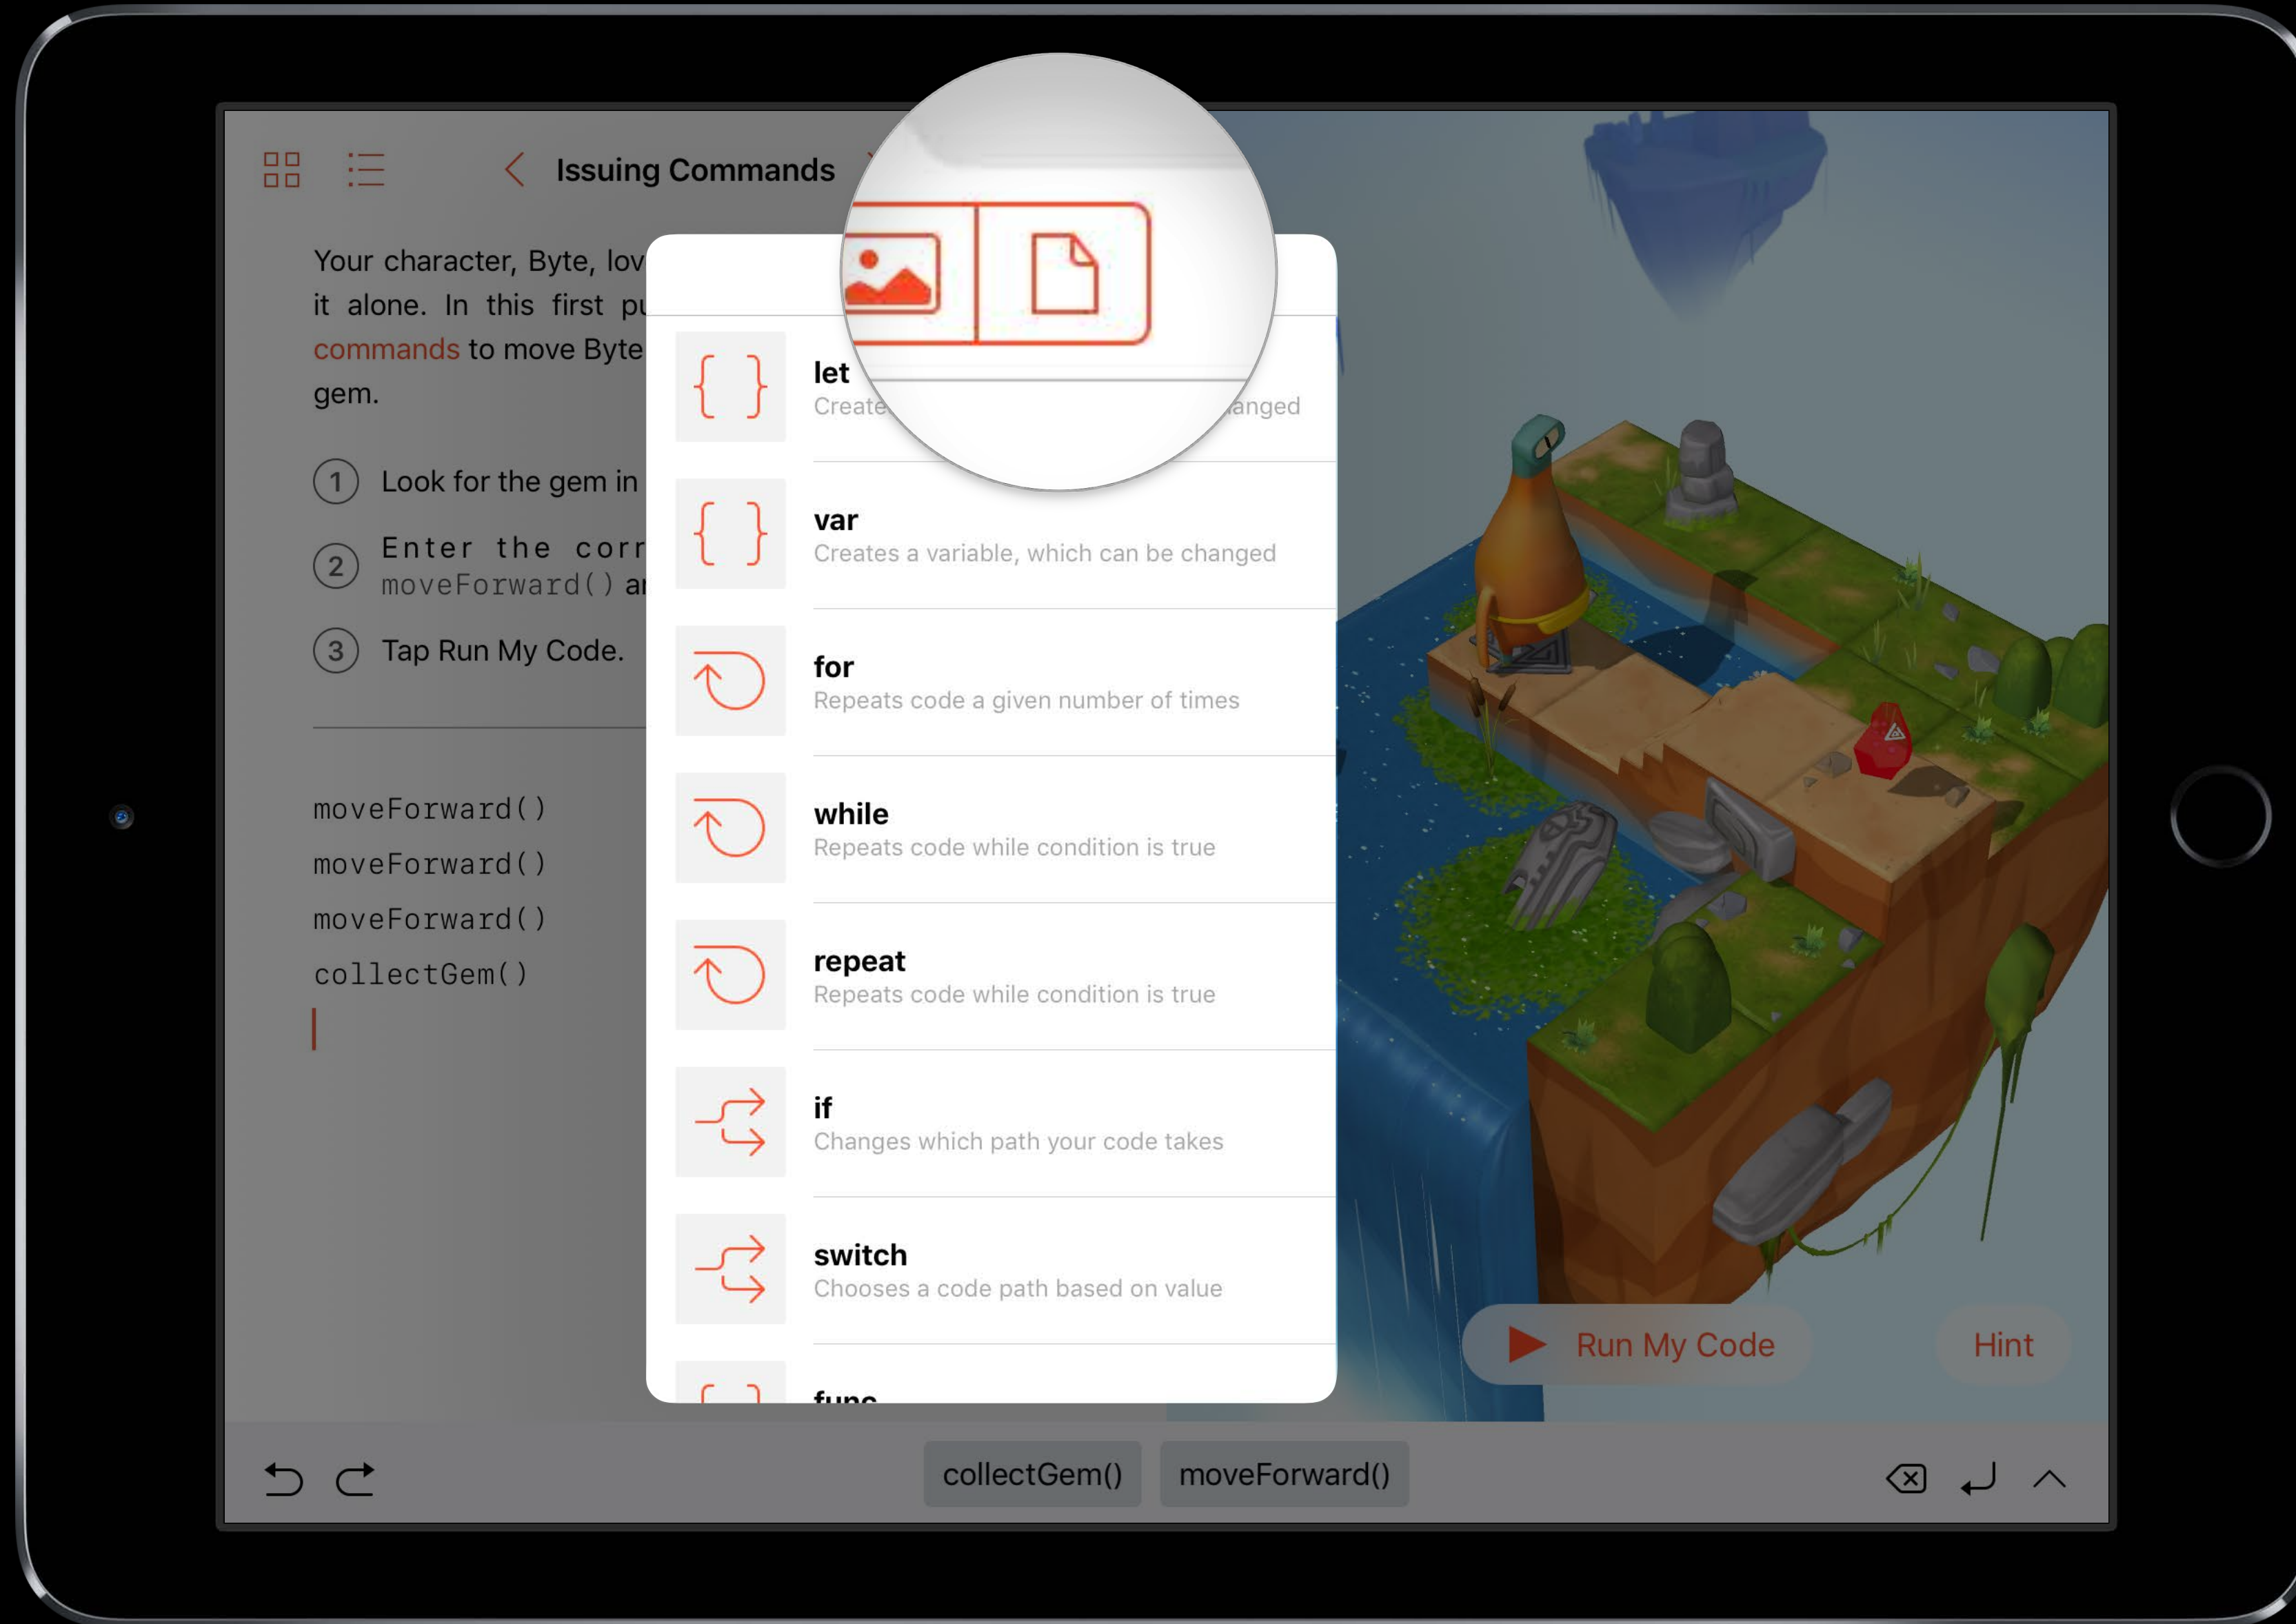 Issuing Commands
Your character, Byte, lov
it alone. In this first pu
commands to move Byte
gem.
1 Look for the gem in
2 Enter the corr
moveForward() a
3 Tap Run My Code.
moveForward()
moveForward()
moveForward()
collectGem()
let
Create anged
var
Creates a variable, which can be changed
for
Repeats code a given number of times
while
Repeats code while condition is true
repeat
Repeats code while condition is true
if
Changes which path your code takes
switch
Chooses a code path based on value
func
Run My Code
Hint
collectGem()
moveForward()